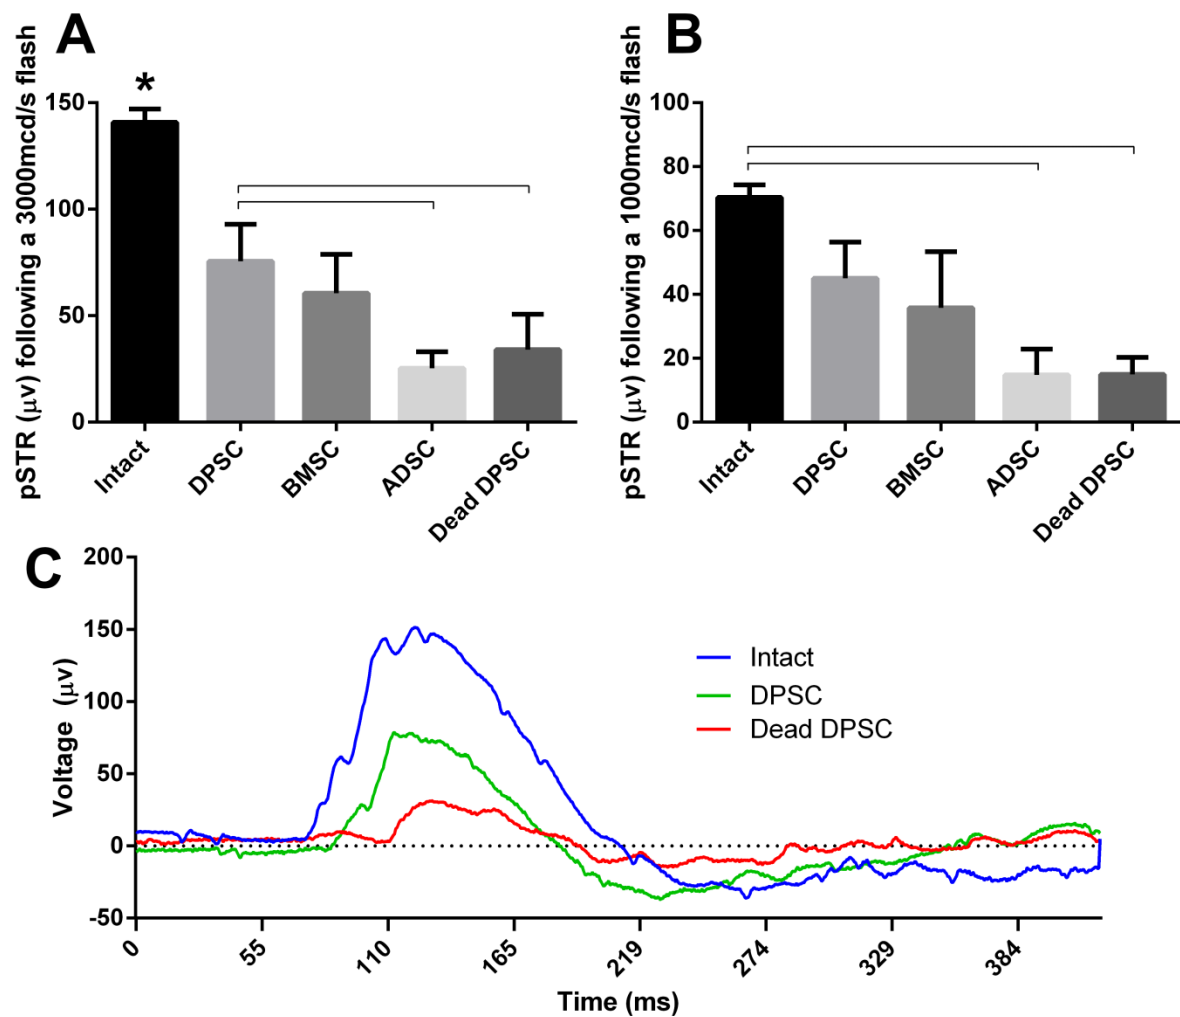 A
*
pSTR (μv) following a 3000mcd/s flash
150
100
50
0
Intact
DPSC
BMSC
ADSC
Dead DPSC
B
pSTR (μv) following a 1000mcd/s flash
100
80
60
40
20
0
Intact
DPSC
BMSC
ADSC
Dead DPSC
C
Voltage (μv)
200
150
100
50
0
-50
Intact
DPSC
Dead DPSC
0
55
110
165
219
274
329
384
Time (ms)